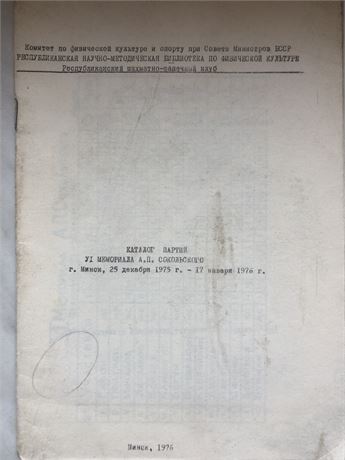 Комитет по физической культуре и спорту при Совете Министров БССР
РЕСПУБЛИКАНСКАЯ НАУЧНО-МЕТОДИЧЕСКАЯ БИБЛИОТЕКА ПО ФИЗИЧЕСКОЙ КУЛЬТУРЕ
Республиканский шахматно-шашечный клуб
КАТАЛОГ ПАРТИЙ
УІ МЕМОРИАЛА А.П. СОКОЛЬСКОГО
г. Минск, 25 декабря 1975 г. - 17 января 1976 г.
Минск, 1976